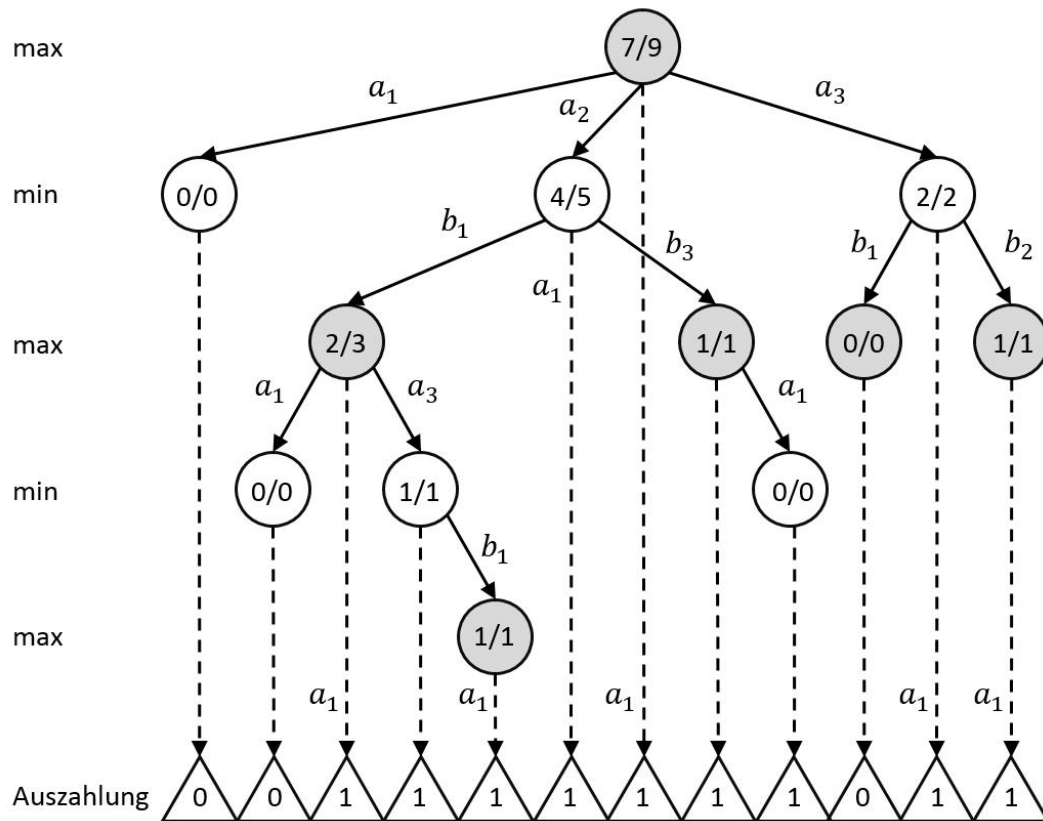 max
7/9
a₁
a₂
a₃
min
0/0
4/5
2/2
b₁
b₃
b₁
b₂
a₁
max
2/3
1/1
0/0
1/1
a₁
a₃
a₁
min
0/0
1/1
0/0
b₁
max
1/1
a₁
a₁
a₁
a₁
a₁
Auszahlung 0 0 1 1 1 1 1 1 1 0 1 1